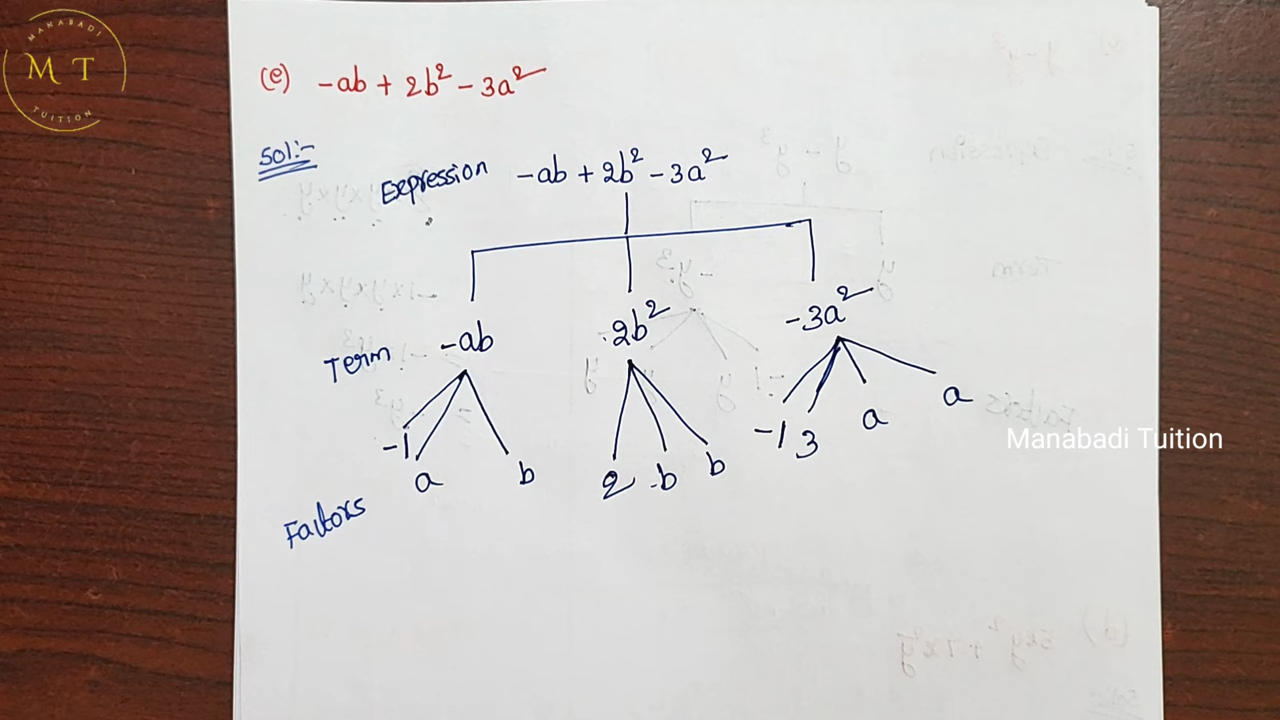 MANABADI
M T
TUITION
(e) -ab + 2b² - 3a²
Sol:-
Expression -ab + 2b² - 3a²
Term -ab 2b² -3a²
-1 a b 2 b b -1 3 a a
Factors
Manabadi Tuition